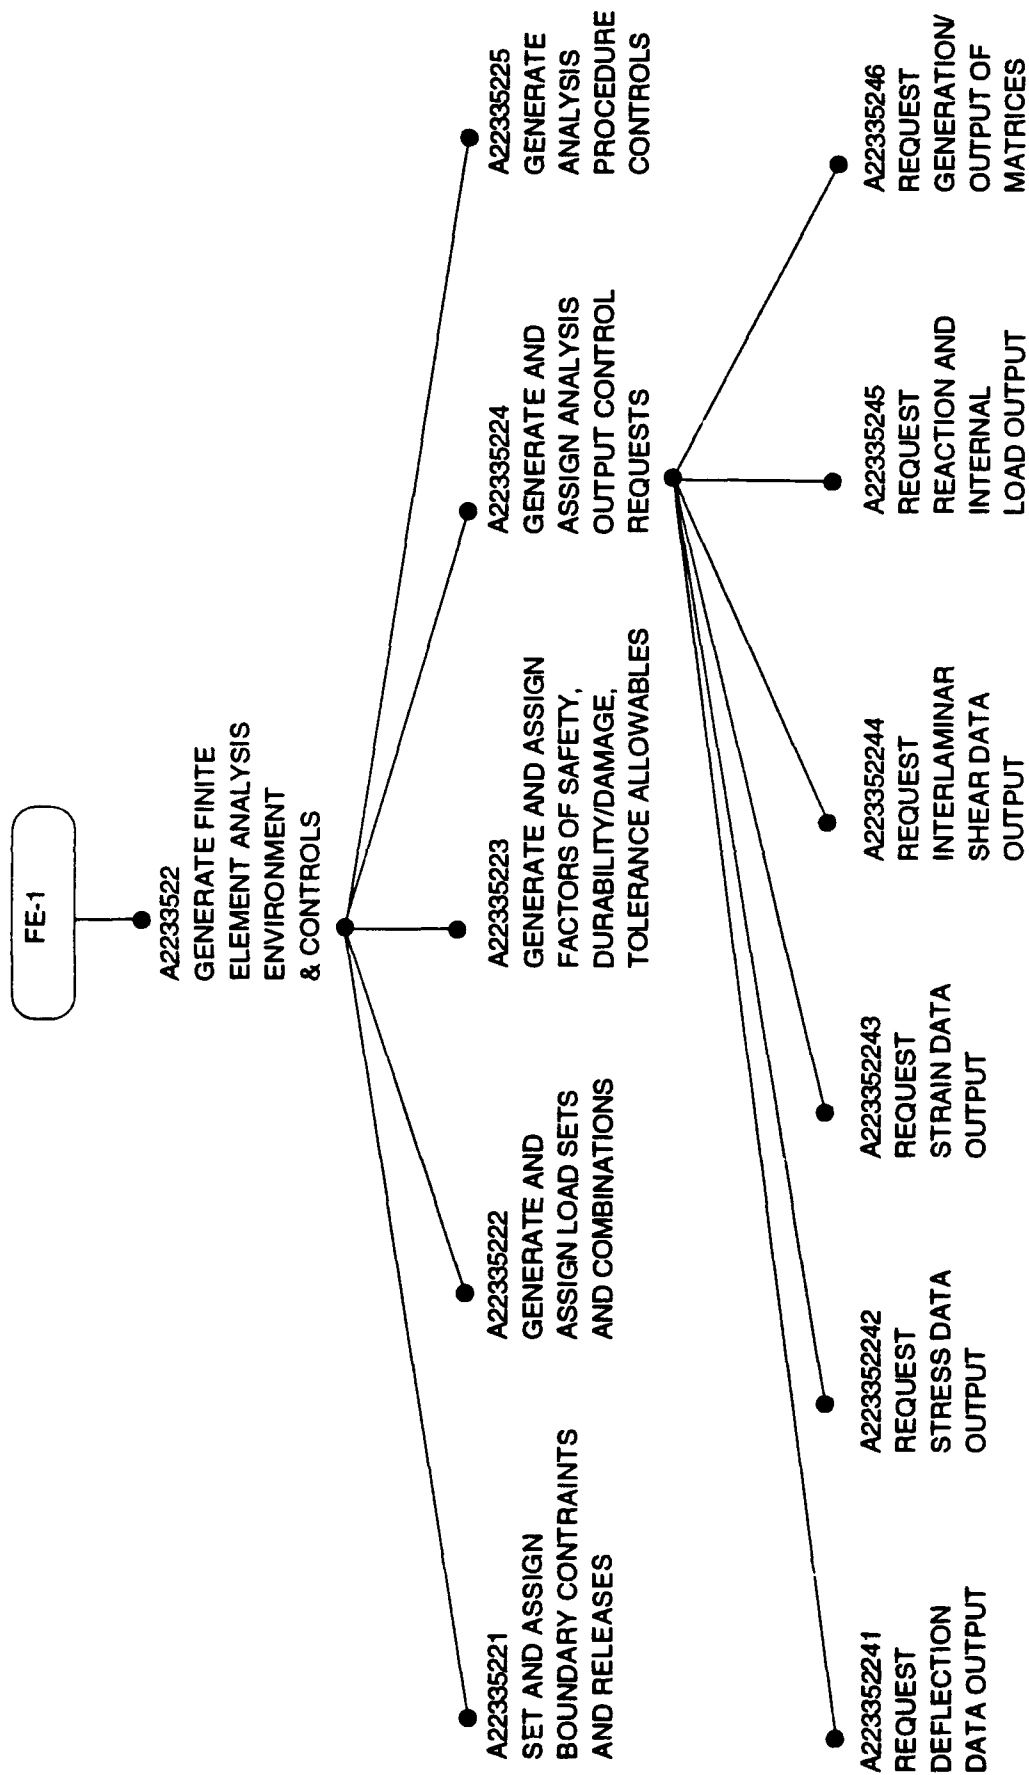 FE-1
A2233522
GENERATE FINITE
ELEMENT ANALYSIS
ENVIRONMENT
& CONTROLS
A22335221
SET AND ASSIGN
BOUNDARY CONTRAINTS
AND RELEASES
A22335222
GENERATE AND
ASSIGN LOAD SETS
AND COMBINATIONS
A22335223
GENERATE AND ASSIGN
FACTORS OF SAFETY,
DURABILITY/DAMAGE,
TOLERANCE ALLOWABLES
A22335224
GENERATE AND
ASSIGN ANALYSIS
OUTPUT CONTROL
REQUESTS
A22335225
GENERATE
ANALYSIS
PROCEDURE
CONTROLS
A223352241
REQUEST
DEFLECTION
DATA OUTPUT
A223352242
REQUEST
STRESS DATA
OUTPUT
A223352243
REQUEST
STRAIN DATA
OUTPUT
A223352244
REQUEST
INTERLAMINAR
SHEAR DATA
OUTPUT
A22335245
REQUEST
REACTION AND
INTERNAL
LOAD OUTPUT
A22335246
REQUEST
GENERATION/
OUTPUT OF
MATRICES